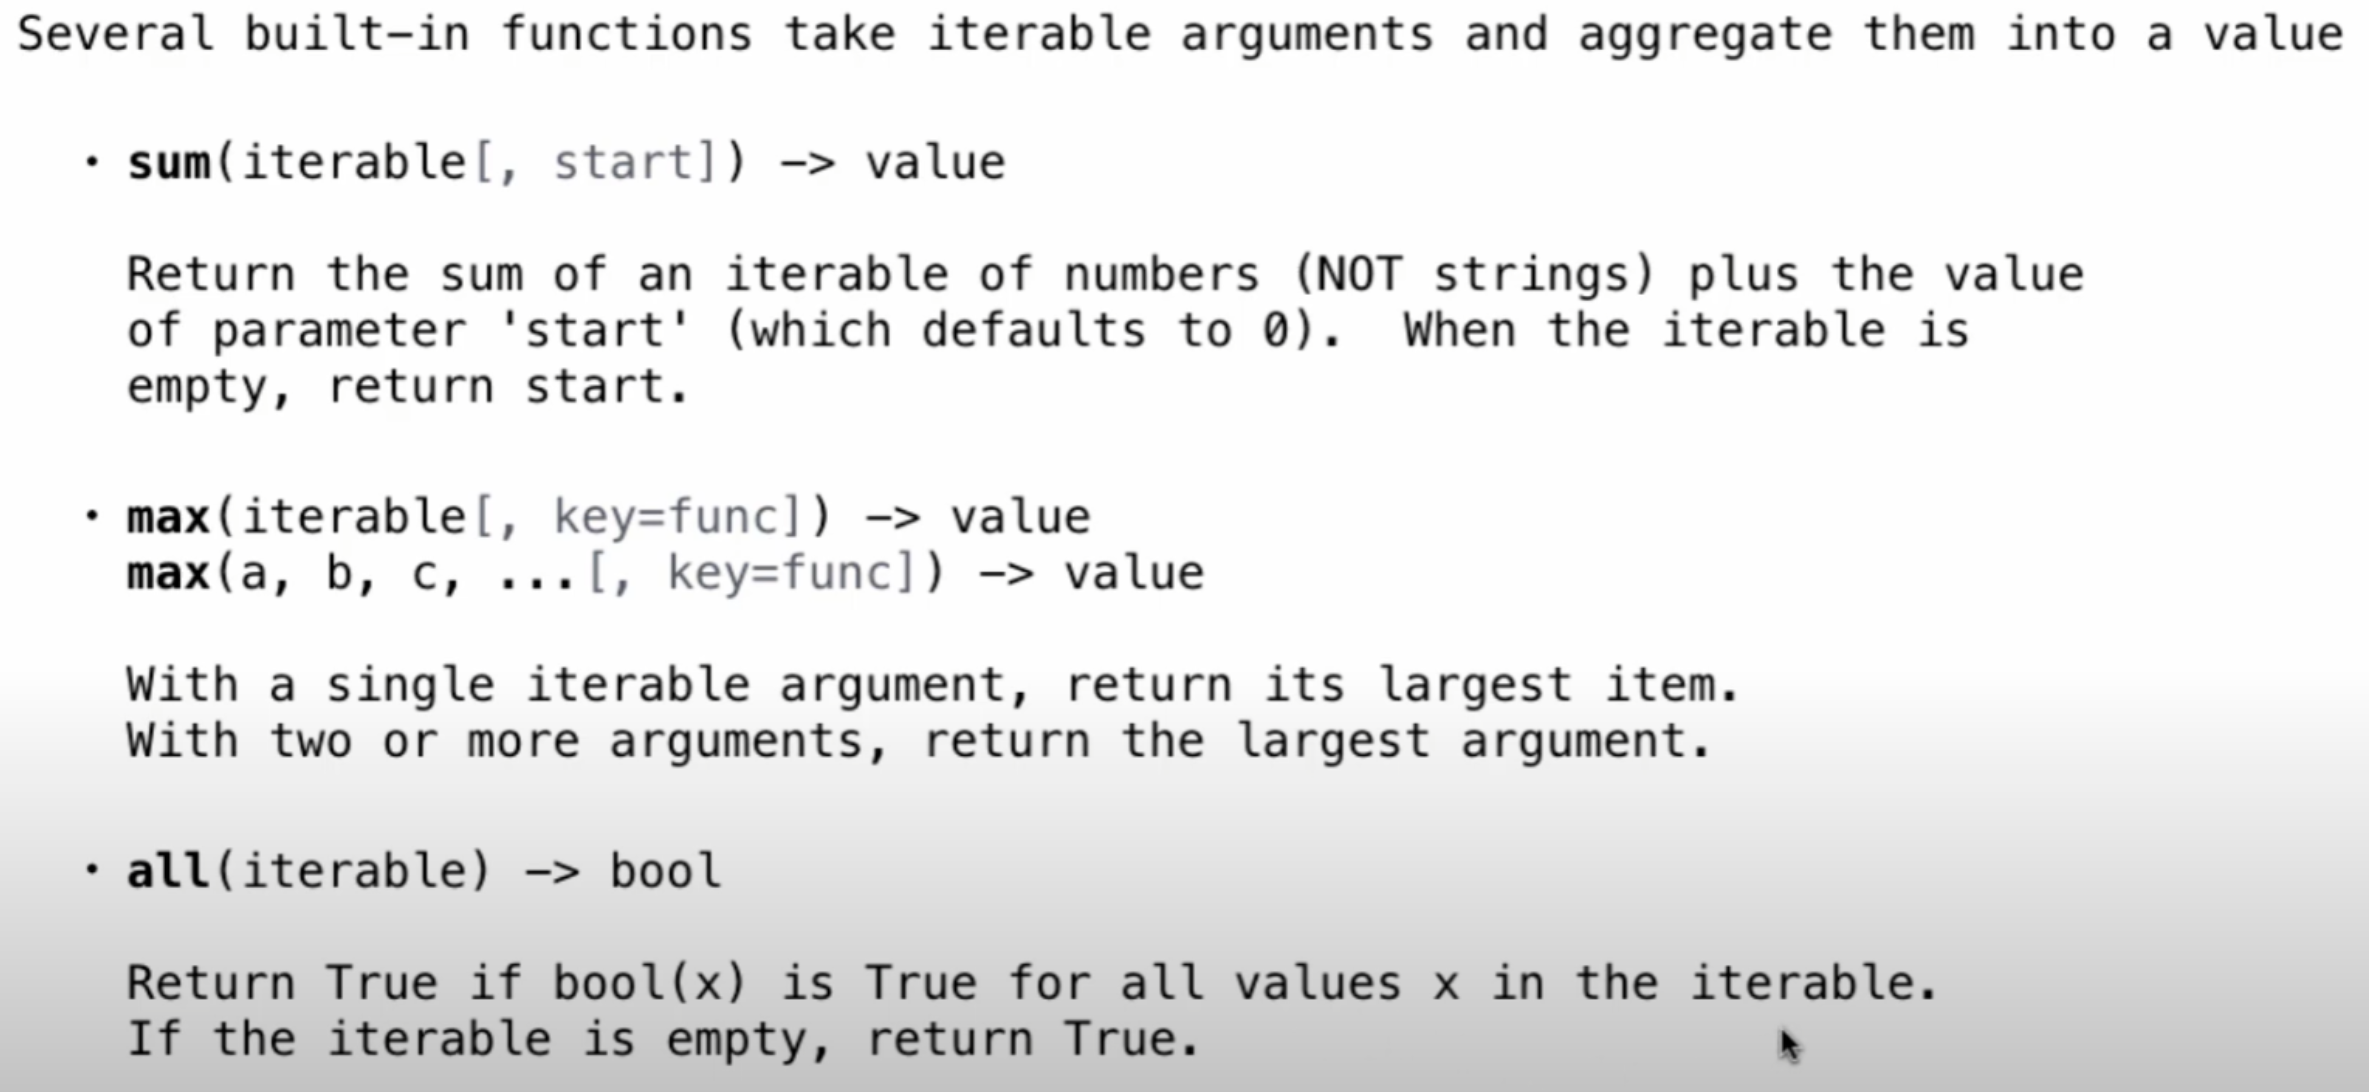 Several built-in functions take iterable arguments and aggregate them into a value
• sum(iterable[, start]) -> value
Return the sum of an iterable of numbers (NOT strings) plus the value
of parameter 'start' (which defaults to 0).  When the iterable is
empty, return start.
• max(iterable[, key=func]) -> value
max(a, b, c, ...[, key=func]) -> value
With a single iterable argument, return its largest item.
With two or more arguments, return the largest argument.
• all(iterable) -> bool
Return True if bool(x) is True for all values x in the iterable.
If the iterable is empty, return True.